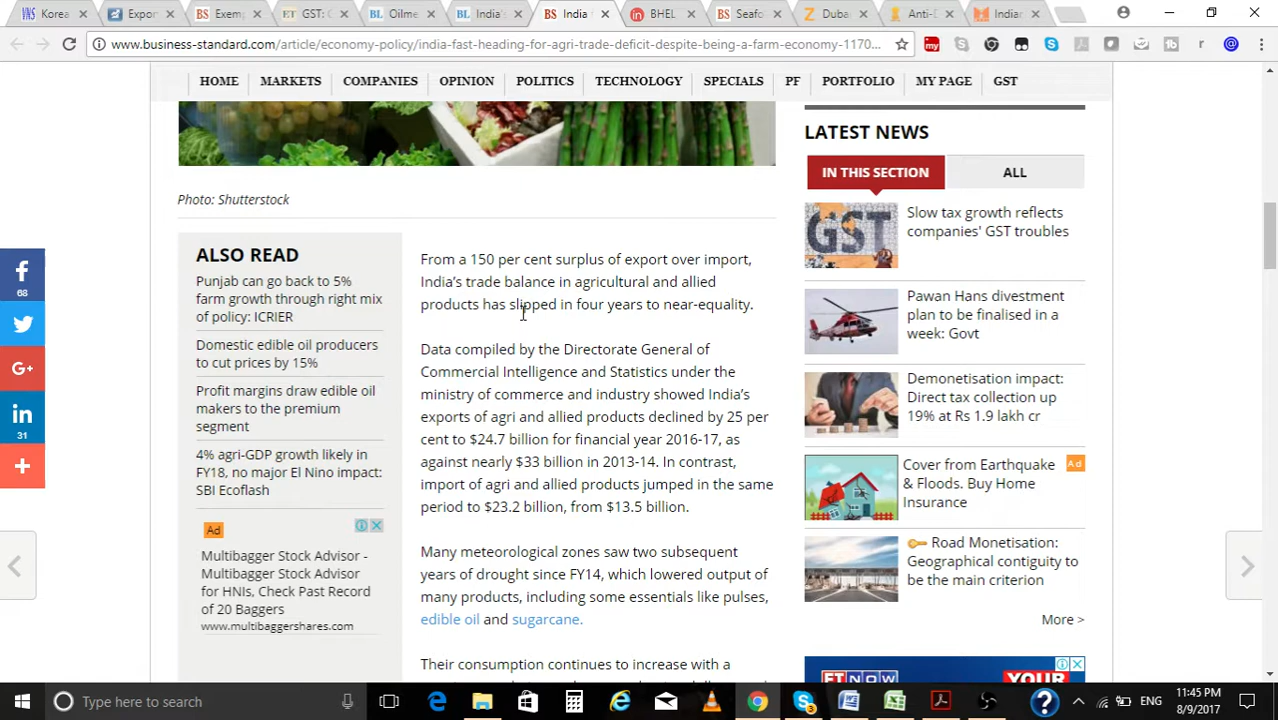 Korea
Expor
Exem
GST: G
Oilme
India's
India f
BHEL
Seafo
Duba
Anti-D
Indian
www.business-standard.com/article/economy-policy/india-fast-heading-for-agri-trade-deficit-despite-being-a-farm-economy-1170...
HOME MARKETS COMPANIES OPINION POLITICS TECHNOLOGY SPECIALS PF PORTFOLIO MY PAGE GST
Photo: Shutterstock
68
31
ALSO READ
Punjab can go back to 5%
farm growth through right mix
of policy: ICRIER
Domestic edible oil producers
to cut prices by 15%
Profit margins draw edible oil
makers to the premium
segment
4% agri-GDP growth likely in
FY18, no major El Nino impact:
SBI Ecoflash
Ad
Multibagger Stock Advisor -
Multibagger Stock Advisor
for HNIs, Check Past Record
of 20 Baggers
www.multibaggershares.com
From a 150 per cent surplus of export over import,
India's trade balance in agricultural and allied
products has slipped in four years to near-equality.
Data compiled by the Directorate General of
Commercial Intelligence and Statistics under the
ministry of commerce and industry showed India's
exports of agri and allied products declined by 25 per
cent to $24.7 billion for financial year 2016-17, as
against nearly $33 billion in 2013-14. In contrast,
import of agri and allied products jumped in the same
period to $23.2 billion, from $13.5 billion.
Many meteorological zones saw two subsequent
years of drought since FY14, which lowered output of
many products, including some essentials like pulses,
edible oil and sugarcane.
Their consumption continues to increase with a
LATEST NEWS
IN THIS SECTION ALL
GST
Slow tax growth reflects
companies' GST troubles
Pawan Hans divestment
plan to be finalised in a
week: Govt
Demonetisation impact:
Direct tax collection up
19% at Rs 1.9 lakh cr
Cover from Earthquake
& Floods. Buy Home
Insurance
Ad
Road Monetisation:
Geographical contiguity to
be the main criterion
More >
ET NOW
YOUR
Type here to search
ENG
11:45 PM
8/9/2017